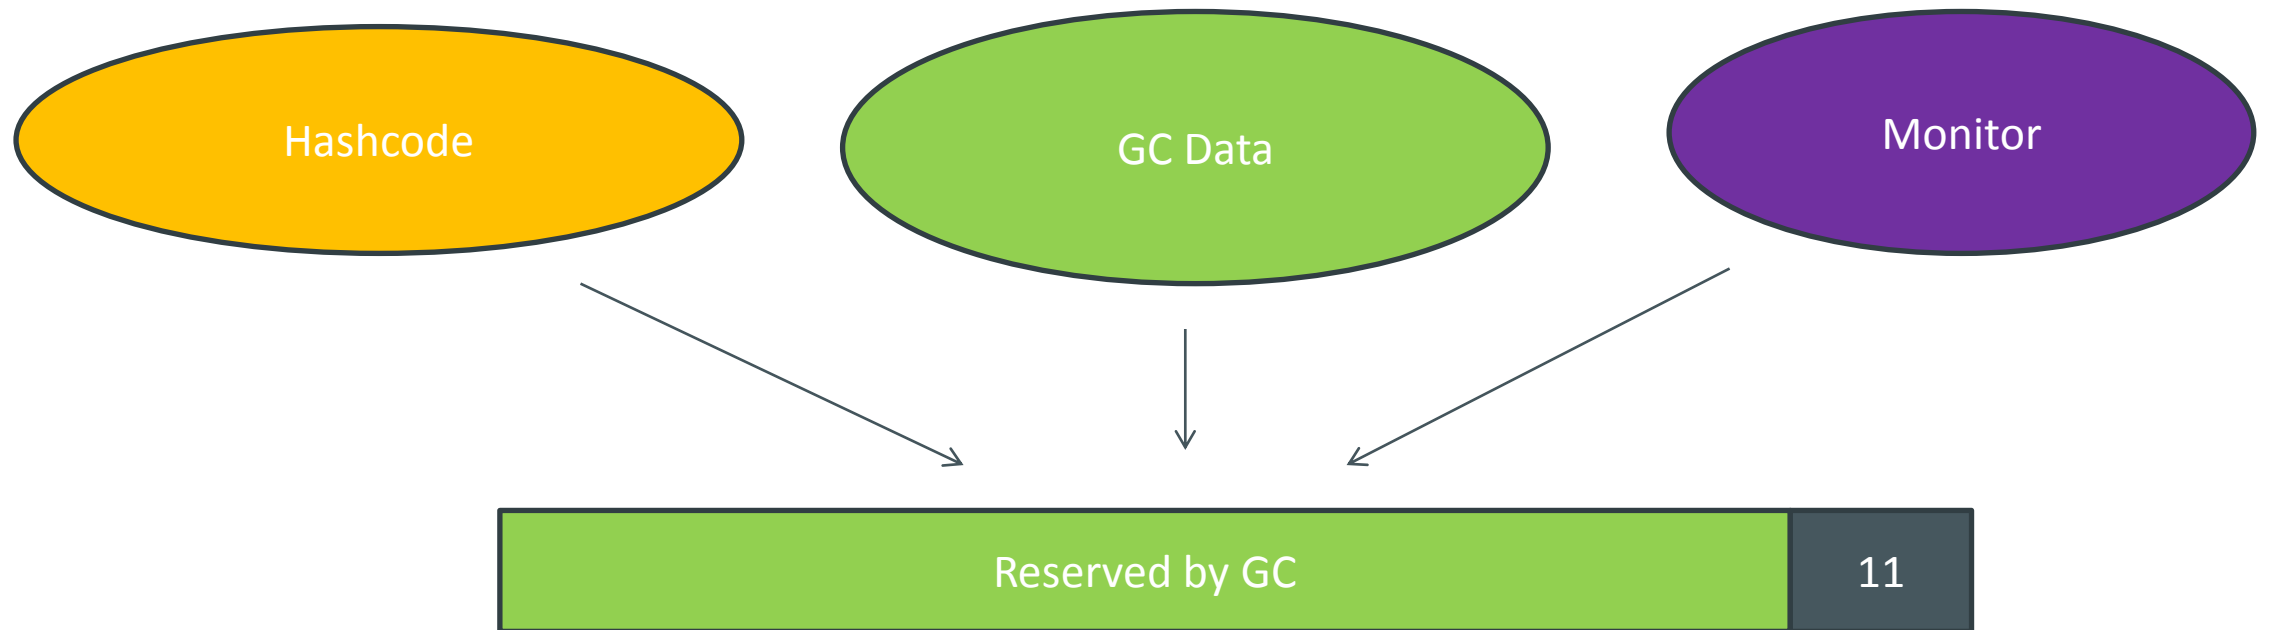 Hashcode
GC Data
Monitor
Reserved by GC
11